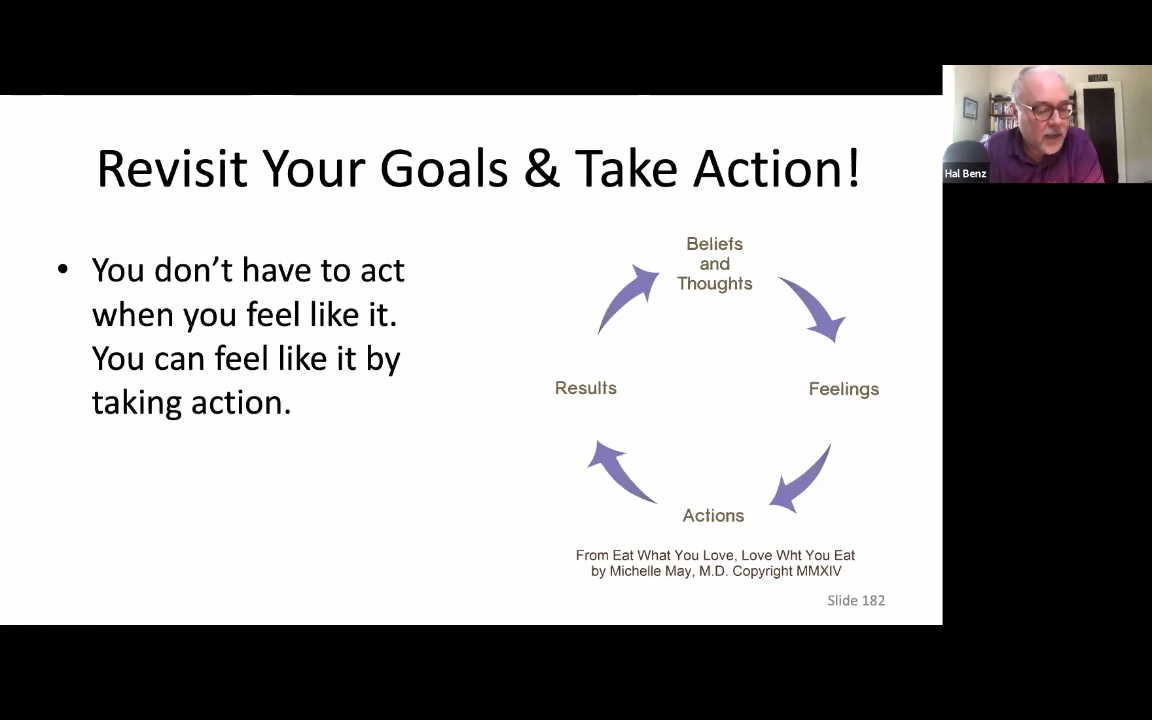 Revisit Your Goals & Take Action!
• You don’t have to act
when you feel like it.
You can feel like it by
taking action.
Beliefs
and
Thoughts
Feelings
Actions
Results
From Eat What You Love, Love Wht You Eat
by Michelle May, M.D. Copyright MMXIV
Slide 182
Hal Benz